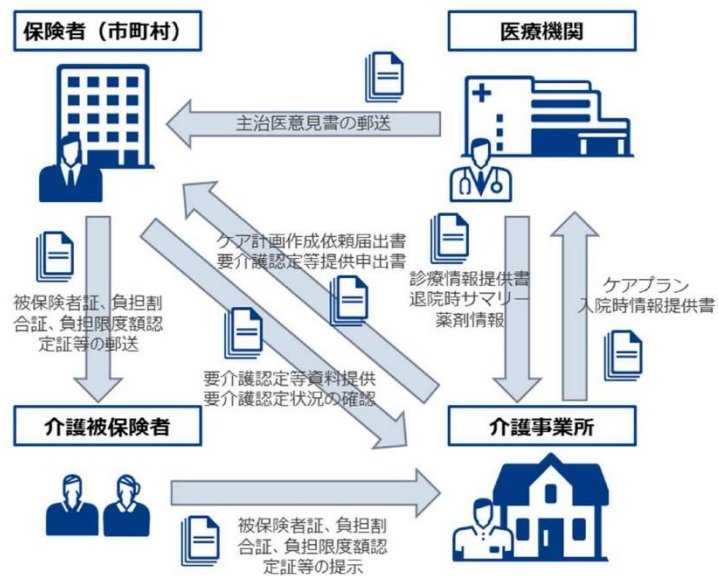 保険者（市町村）
医療機関
主治医意見書の郵送
ケア計画作成依頼届出書
要介護認定等提供申出書
診療情報提供書
退院時サマリー
薬剤情報
ケアプラン
入院時情報提供書
被保険者証、負担割
合証、負担限度額認
定証等の郵送
要介護認定等資料提供
要介護認定状況の確認
介護被保険者
介護事業所
被保険者証、負担割
合証、負担限度額認
定証等の提示